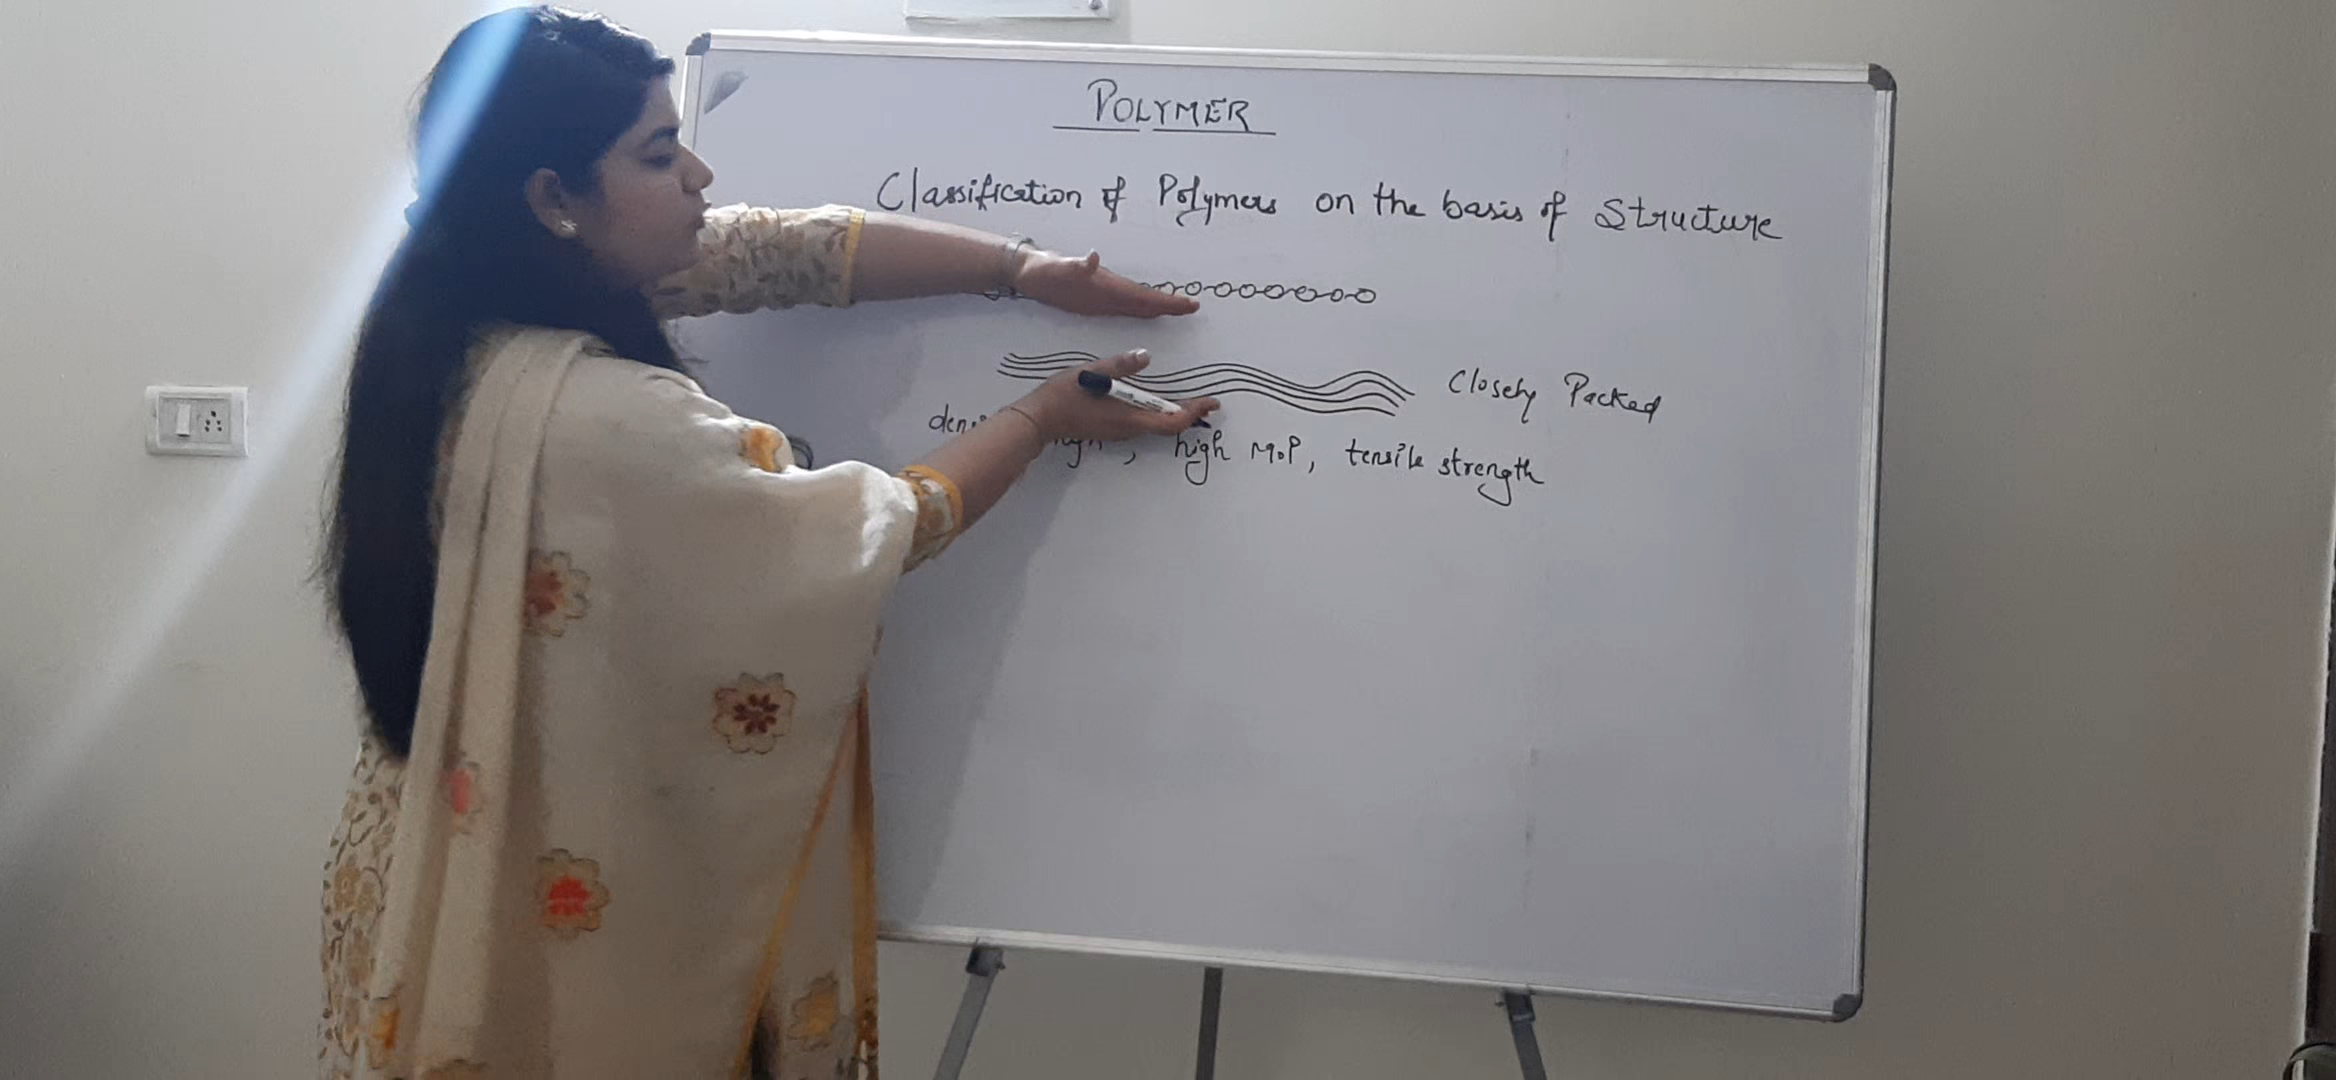 POLYMER
Classification of Polymers on the basis of Structure
Closely Packed
high M.P, tensile strength